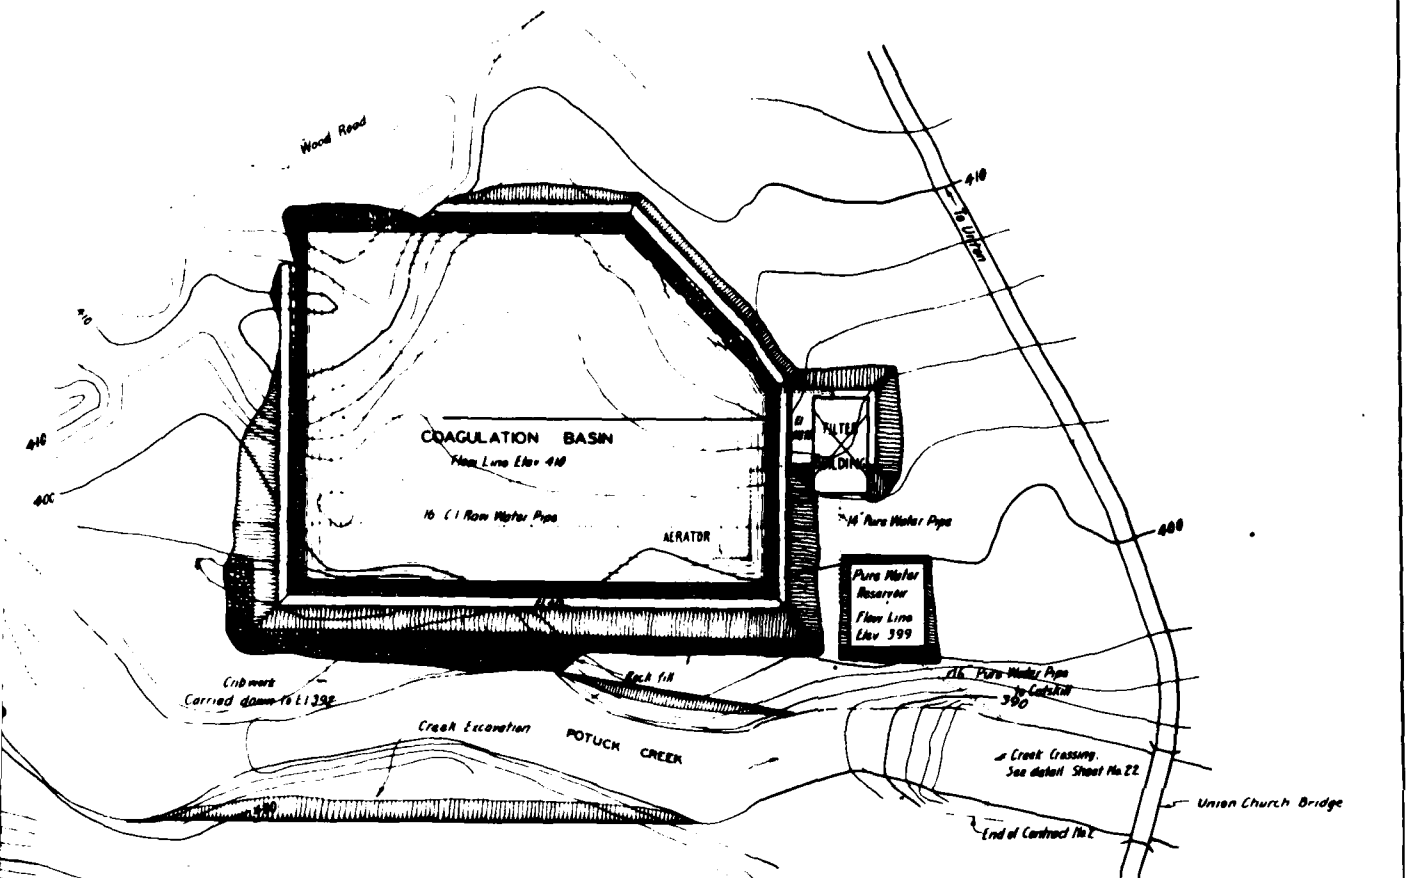 Wood Road
410
To Union
410
410
400
COAGULATION BASIN
Flow Line Elev 410
16 C I Raw Water Pipe
AERATOR
FILTER
BUILDING
14" Pure Water Pipe
400
Pure Water
Reservoir
Flow Line
Elev 399
Rock fill
16 Pure Water Pipe
to Catskill
390
Cribwork
Carried down to El 392
Creek Excavation
POTUCK CREEK
Creek Crossing.
See detail Sheet No. 22
Union Church Bridge
400
End of Contract No. 2